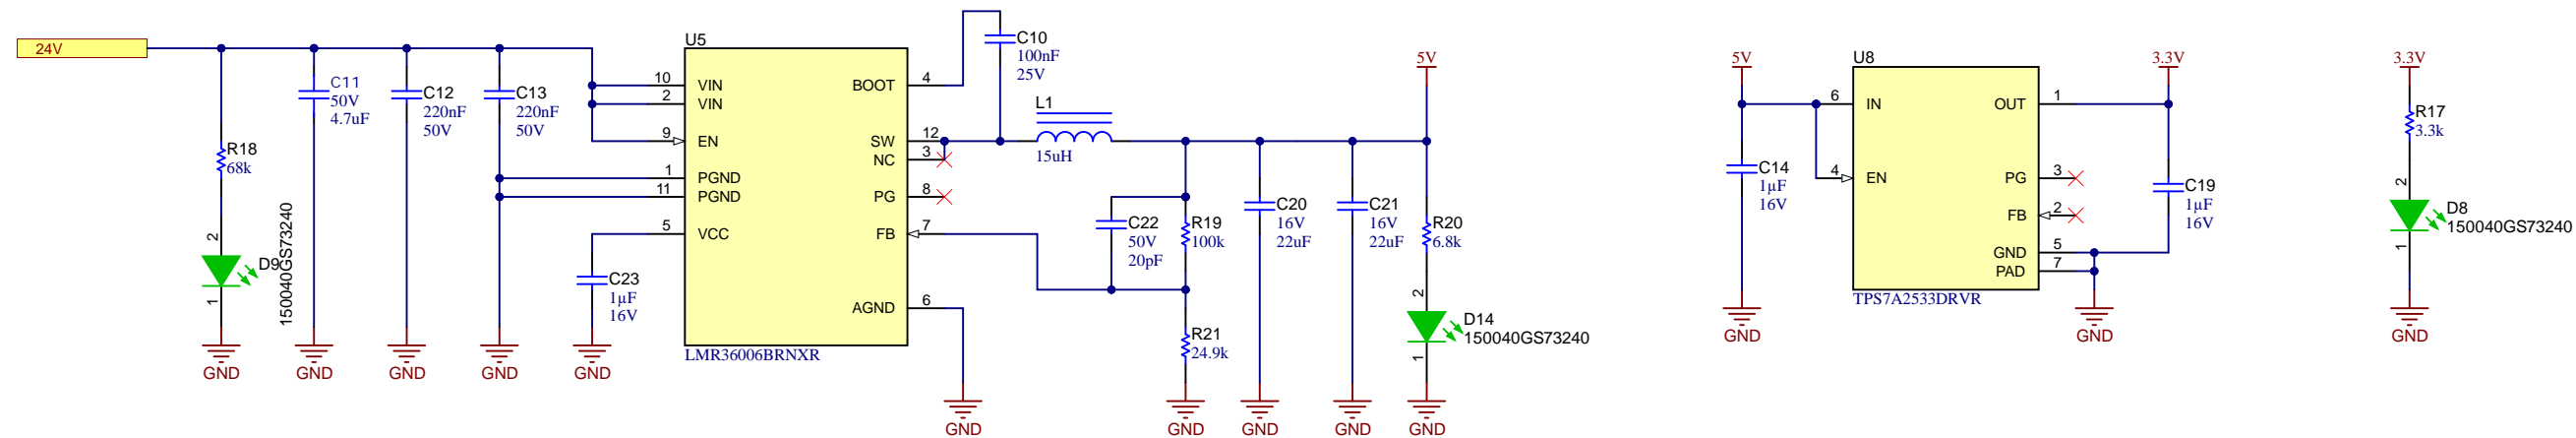 24V
R18
68k
2
1
D9
150040GS73240
GND
C11
50V
4.7uF
GND
C12
220nF
50V
GND
C13
220nF
50V
GND
C23
1µF
16V
GND
U5
10 VIN
2 VIN
9 EN
1 PGND
11 PGND
5 VCC
BOOT 4
SW 12
NC 3
PG 8
FB 7
AGND 6
LMR36006BRNXR
GND
C10
100nF
25V
L1
15uH
C22
50V
20pF
R19
100k
R21
24.9k
GND
C20
16V
22uF
GND
C21
16V
22uF
GND
5V
R20
6.8k
2
1
D14
150040GS73240
GND
5V
C14
1µF
16V
GND
U8
6 IN
4 EN
OUT 1
PG 3
FB 2
GND 5
PAD 7
TPS7A2533DRVR
GND
3.3V
C19
1µF
16V
3.3V
R17
3.3k
2
1
D8
150040GS73240
GND